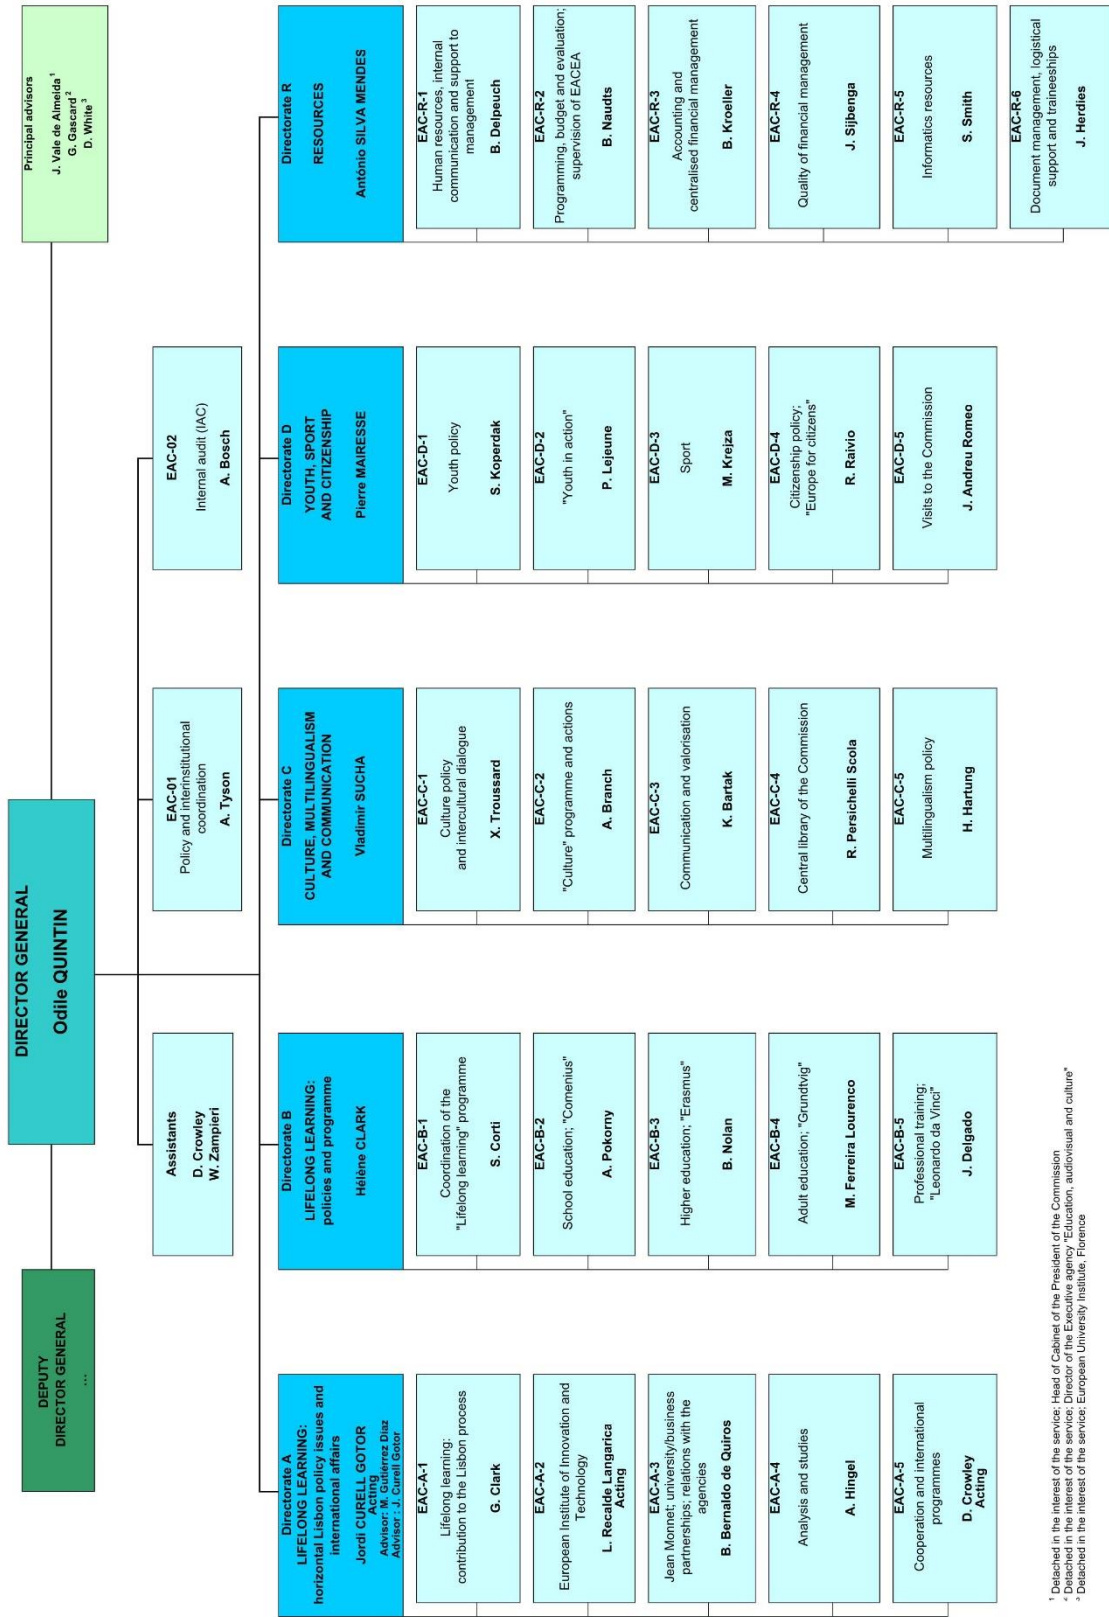 DEPUTY
DIRECTOR GENERAL
...
DIRECTOR GENERAL
Odile QUINTIN
Principal advisors
J. Vale de Almeida ¹
G. Gascard ²
D. White ³
Assistants
D. Crowley
W. Zampieri
EAC-01
Policy and interinstitutional
coordination
A. Tyson
EAC-02
Internal audit (IAC)
A. Bosch
Directorate A
LIFELONG LEARNING:
horizontal Lisbon policy issues and
international affairs
Jordi CURELL GOTOR
Acting
Advisor: M. Gutiérrez Díaz
Advisor : J. Curell Gotor
EAC-A-1
Lifelong learning:
contribution to the Lisbon process
G. Clark
EAC-A-2
European Institute of Innovation and
Technology
L. Recalde Langarica
Acting
EAC-A-3
Jean Monnet; university/business
partnerships; relations with the
agencies
B. Bernaldo de Quiros
EAC-A-4
Analysis and studies
A. Hingel
EAC-A-5
Cooperation and international
programmes
D. Crowley
Acting
Directorate B
LIFELONG LEARNING:
policies and programme
Hélène CLARK
EAC-B-1
Coordination of the
"Lifelong learning" programme
S. Corti
EAC-B-2
School education; "Comenius"
A. Pokorny
EAC-B-3
Higher education; "Erasmus"
B. Nolan
EAC-B-4
Adult education; "Grundtvig"
M. Ferreira Lourenco
EAC-B-5
Professional training;
"Leonardo da Vinci"
J. Delgado
Directorate C
CULTURE, MULTILINGUALISM
AND COMMUNICATION
Vladimir SUCHA
EAC-C-1
Culture policy
and intercultural dialogue
X. Troussard
EAC-C-2
"Culture" programme and actions
A. Branch
EAC-C-3
Communication and valorisation
K. Bartak
EAC-C-4
Central library of the Commission
R. Persichelli Scola
EAC-C-5
Multilingualism policy
H. Hartung
Directorate D
YOUTH, SPORT
AND CITIZENSHIP
Pierre MAIRESSE
EAC-D-1
Youth policy
S. Koperdak
EAC-D-2
"Youth in action"
P. Lejeune
EAC-D-3
Sport
M. Krejza
EAC-D-4
Citizenship policy;
"Europe for citizens"
R. Raivio
EAC-D-5
Visits to the Commission
J. Andreu Romeo
Directorate R
RESOURCES
António SILVA MENDES
EAC-R-1
Human resources, internal
communication and support to
management
B. Delpeuch
EAC-R-2
Programming, budget and evaluation;
supervision of EACEA
B. Naudts
EAC-R-3
Accounting and
centralised financial management
B. Kroeller
EAC-R-4
Quality of financial management
J. Sijbenga
EAC-R-5
Informatics resources
S. Smith
EAC-R-6
Document management, logistical
support and traineeships
J. Herdies
¹ Detached in the interest of the service; Head of Cabinet of the President of the Commission
² Detached in the interest of the service; Director of the Executive agency "Education, audiovisual and culture"
³ Detached in the interest of the service; European University Institute, Florence